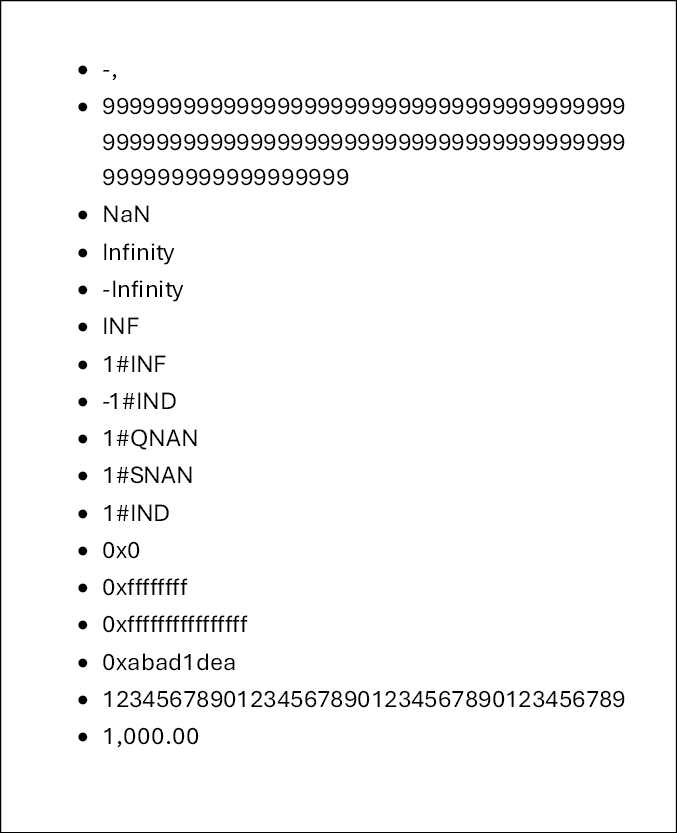 • -,
• 999999999999999999999999999999999999999
999999999999999999999999999999999999999
999999999999999999
• NaN
• Infinity
• -Infinity
• INF
• 1#INF
• -1#IND
• 1#QNAN
• 1#SNAN
• 1#IND
• 0x0
• 0xffffffff
• 0xffffffffffffffff
• 0xabad1dea
• 123456789012345678901234567890123456789
• 1,000.00